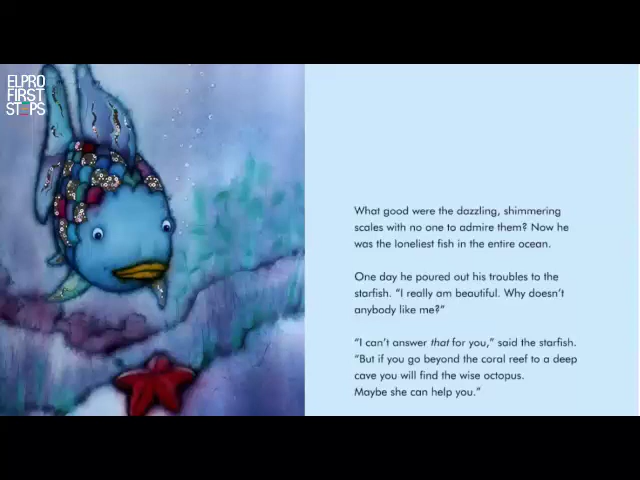 ELPRO
FIRST
STEPS
What good were the dazzling, shimmering
scales with no one to admire them? Now he
was the loneliest fish in the entire ocean.
One day he poured out his troubles to the
starfish. “I really am beautiful. Why doesn’t
anybody like me?”
“I can’t answer that for you,” said the starfish.
“But if you go beyond the coral reef to a deep
cave you will find the wise octopus.
Maybe she can help you.”